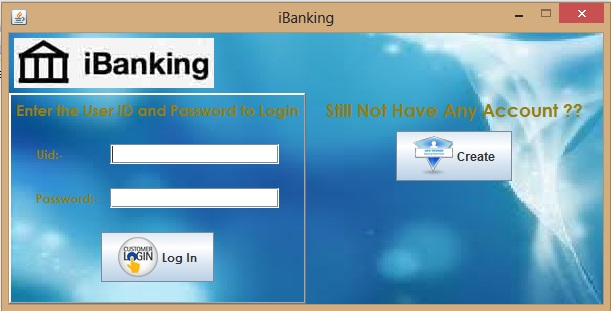 iBanking
iBanking
Enter the User ID and Password to Login
Uid:-
Password:
CUSTOMER
LOGIN
Log In
Still Not Have Any Account ??
Create